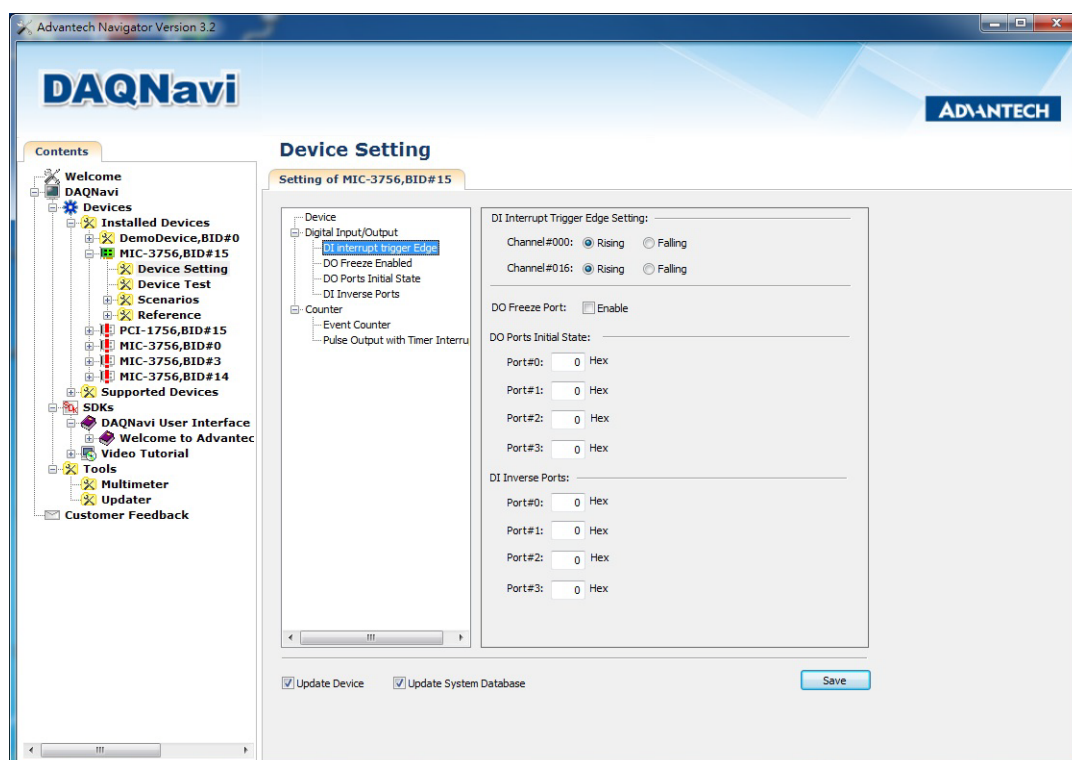 Advantech Navigator Version 3.2
DAQNavi
ADVANTECH
Contents
Welcome
DAQNavi
Devices
Installed Devices
DemoDevice,BID#0
MIC-3756,BID#15
Device Setting
Device Test
Scenarios
Reference
PCI-1756,BID#15
MIC-3756,BID#0
MIC-3756,BID#3
MIC-3756,BID#14
Supported Devices
SDKs
DAQNavi User Interface
Welcome to Advantec
Video Tutorial
Tools
Multimeter
Updater
Customer Feedback
Device Setting
Setting of MIC-3756,BID#15
Device
Digital Input/Output
DI interrupt trigger Edge
DO Freeze Enabled
DO Ports Initial State
DI Inverse Ports
Counter
Event Counter
Pulse Output with Timer Interru
DI Interrupt Trigger Edge Setting:
Channel#000: Rising Falling
Channel#016: Rising Falling
DO Freeze Port: Enable
DO Ports Initial State:
Port#0: 0 Hex
Port#1: 0 Hex
Port#2: 0 Hex
Port#3: 0 Hex
DI Inverse Ports:
Port#0: 0 Hex
Port#1: 0 Hex
Port#2: 0 Hex
Port#3: 0 Hex
Update Device Update System Database Save